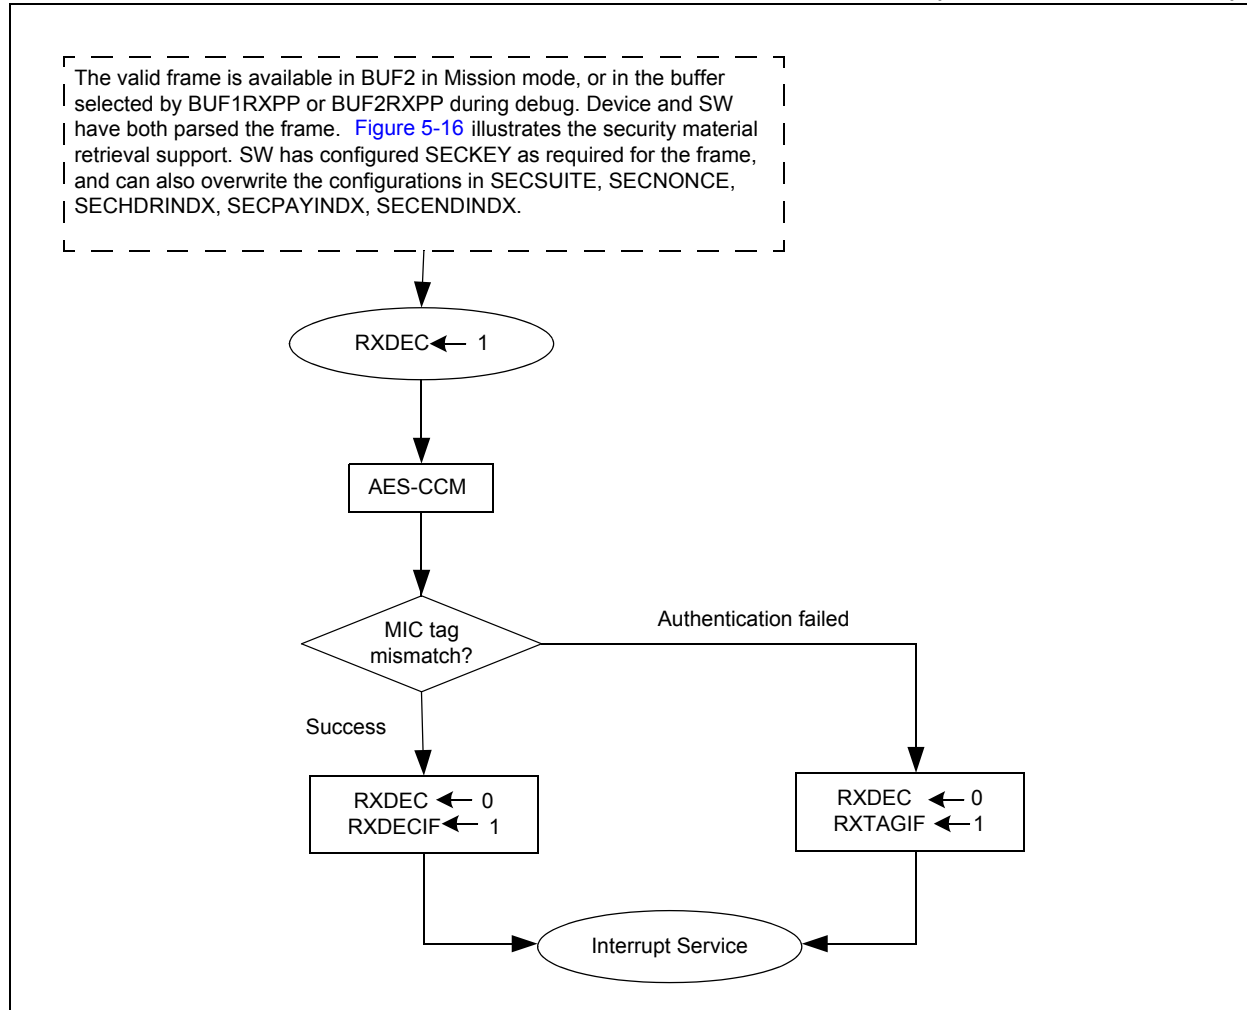 The valid frame is available in BUF2 in Mission mode, or in the buffer
selected by BUF1RXPP or BUF2RXPP during debug. Device and SW
have both parsed the frame. Figure 5-16 illustrates the security material
retrieval support. SW has configured SECKEY as required for the frame,
and can also overwrite the configurations in SECSUITE, SECNONCE,
SECHDRINDX, SECPAYINDX, SECENDINDX.
RXDEC ← 1
AES-CCM
MIC tag
mismatch?
Authentication failed
Success
RXDEC ← 0
RXDECIF ← 1
RXDEC ← 0
RXTAGIF ← 1
Interrupt Service